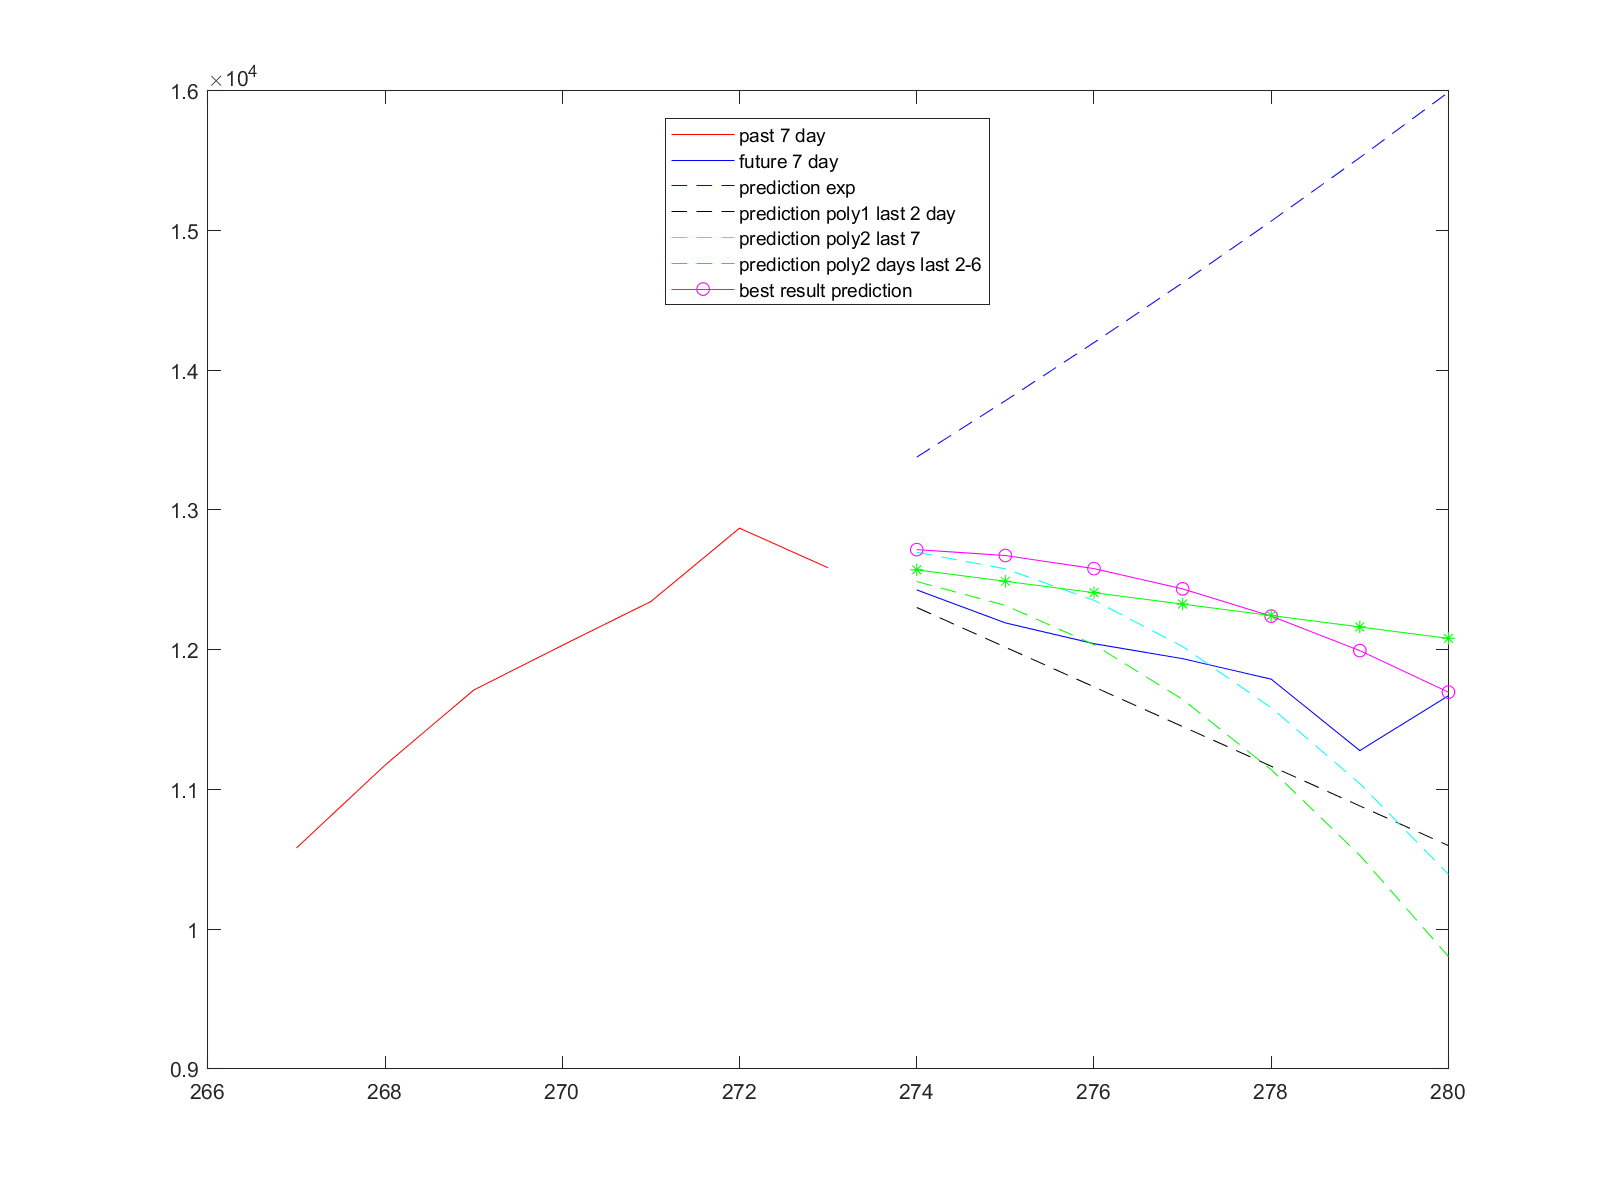 ×10^4
1.6
1.5
1.4
1.3
1.2
1.1
1
0.9
266 268 270 272 274 276 278 280
past 7 day
future 7 day
prediction exp
prediction poly1 last 2 day
prediction poly2 last 7
prediction poly2 days last 2-6
best result prediction